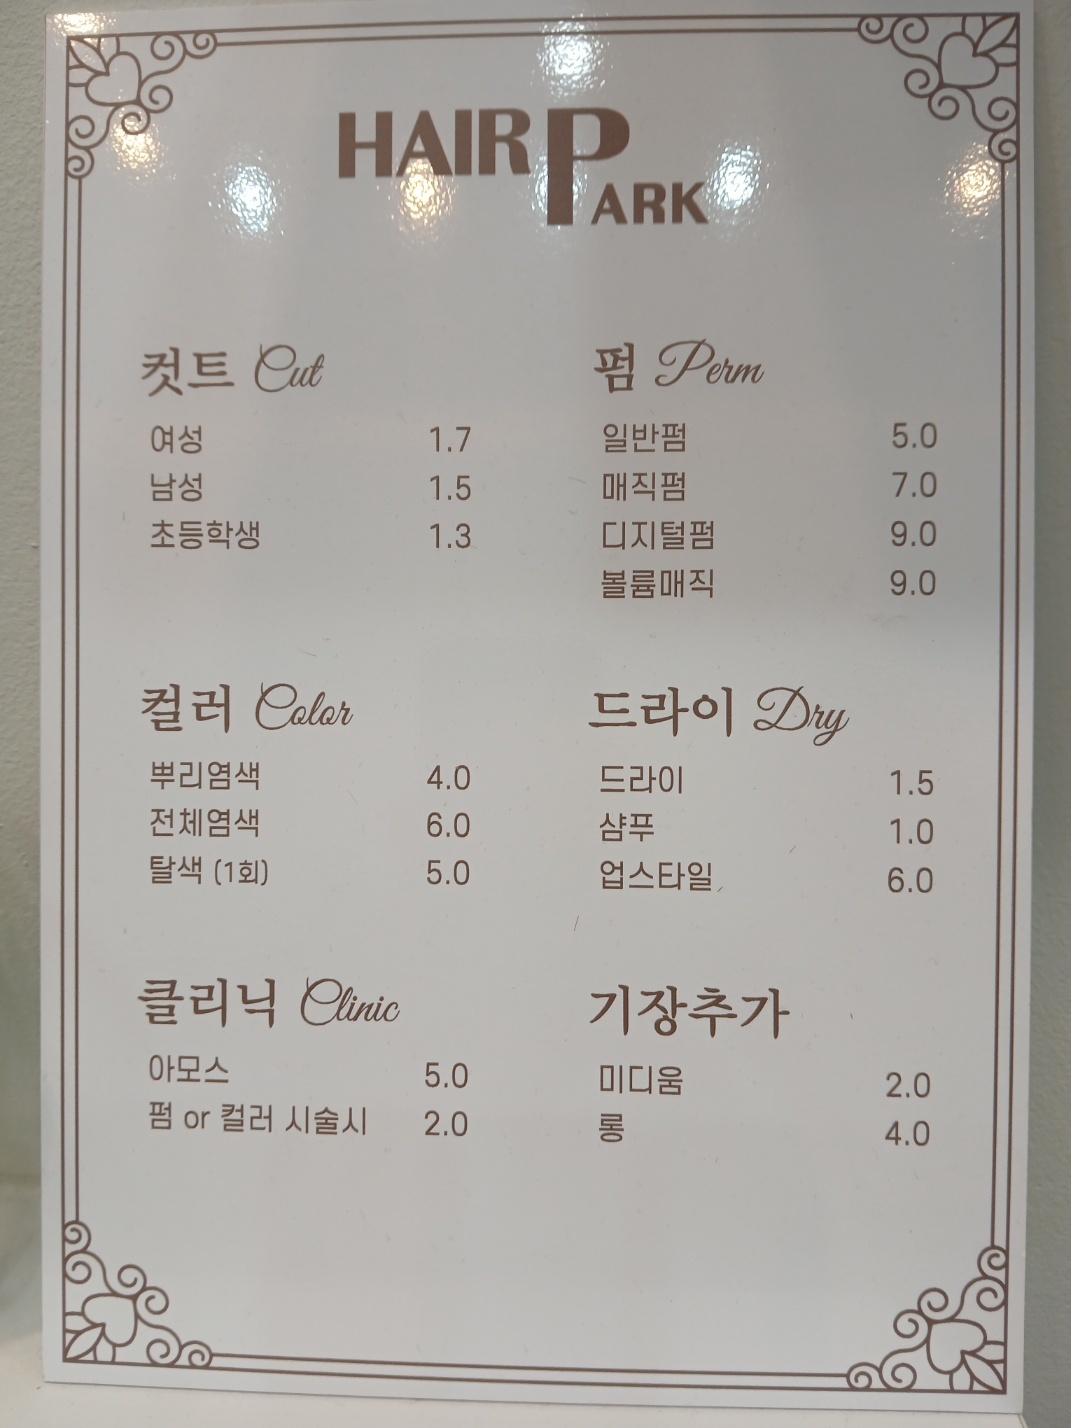 HAIR PARK
컷트 Cut
여성 1.7
남성 1.5
초등학생 1.3
펌 Perm
일반펌 5.0
매직펌 7.0
디지털펌 9.0
볼륨매직 9.0
컬러 Color
뿌리염색 4.0
전체염색 6.0
탈색 (1회) 5.0
드라이 Dry
드라이 1.5
샴푸 1.0
업스타일 6.0
클리닉 Clinic
아모스 5.0
펌 or 컬러 시술시 2.0
기장추가
미디움 2.0
롱 4.0